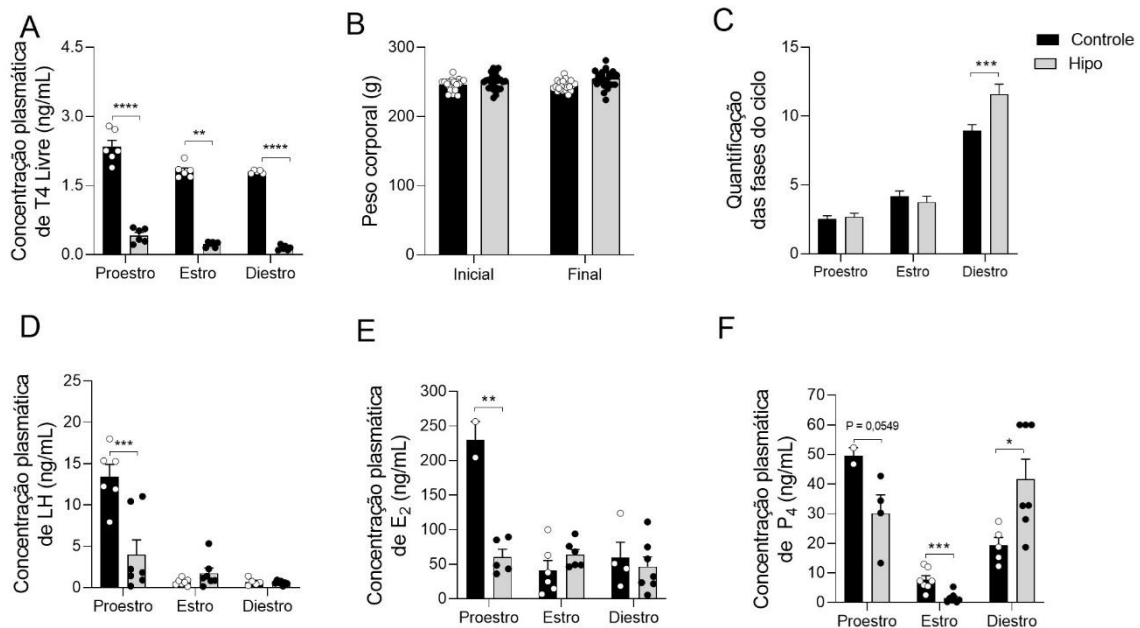 A
Concentração plasmática
de T4 Livre (ng/mL)
4.5
3.0
1.5
0.0
****
**
****
Proestro
Estro
Diestro
B
Peso corporal (g)
300
200
100
0
Inicial
Final
C
Quantificação
das fases do ciclo
15
10
5
0
***
Proestro
Estro
Diestro
Controle
Hipo
D
Concentração plasmática
de LH (ng/mL)
25
20
15
10
5
0
***
Proestro
Estro
Diestro
E
Concentração plasmática
de E2 (ng/mL)
300
250
200
150
100
50
0
**
Proestro
Estro
Diestro
F
Concentração plasmática
de P4 (ng/mL)
70
60
50
40
30
20
10
0
P = 0,0549
***
*
Proestro
Estro
Diestro